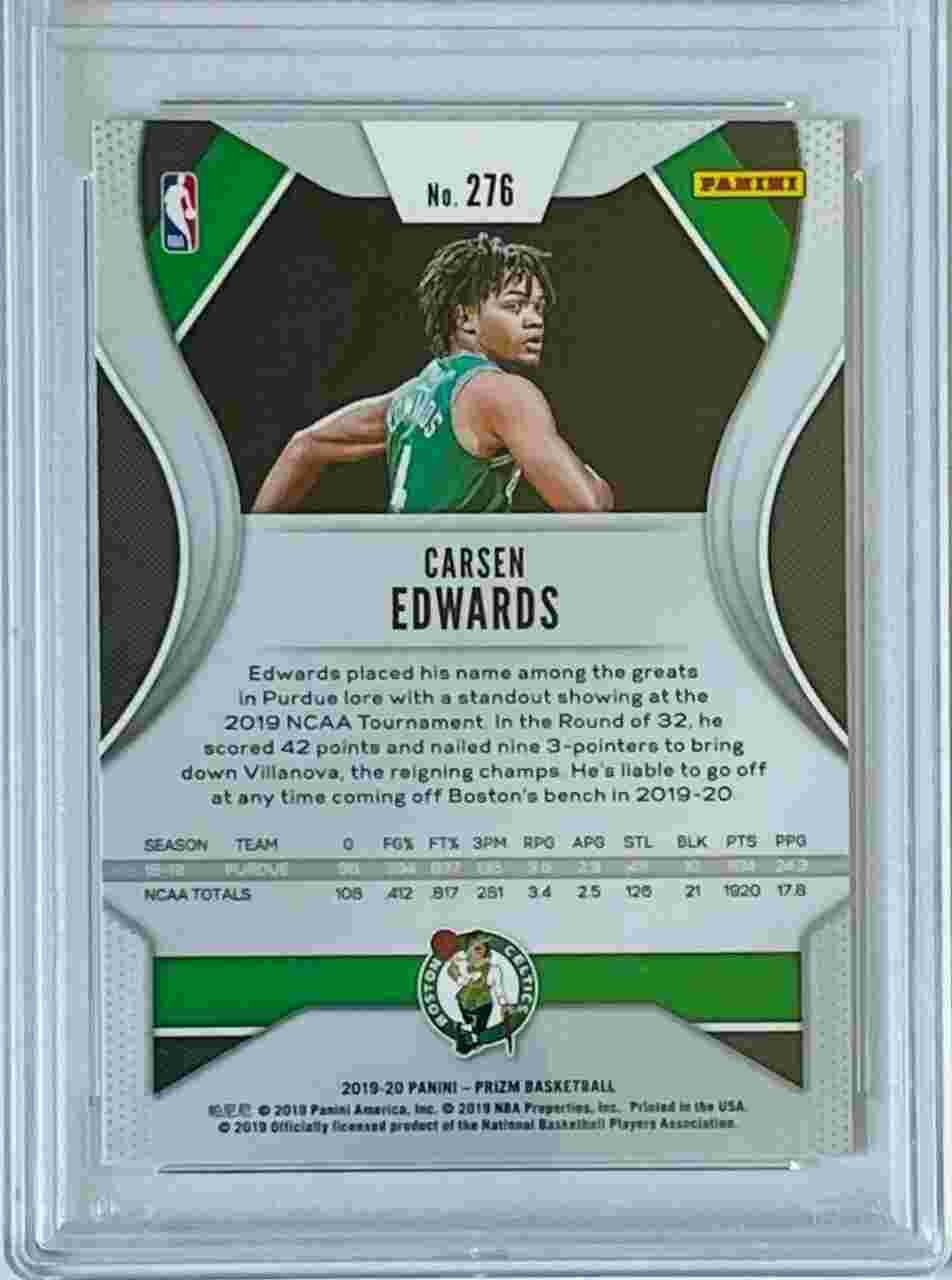 No. 276
PANINI
EDWARDS
CARSEN
EDWARDS
Edwards placed his name among the greats
in Purdue lore with a standout showing at the
2019 NCAA Tournament. In the Round of 32, he
scored 42 points and nailed nine 3-pointers to bring
down Villanova, the reigning champs. He's liable to go off
at any time coming off Boston's bench in 2019-20.
SEASON TEAM G FG% FT% 3PM RPG APG STL BLK PTS PPG
PURDUE
NCAA TOTALS 108 .412 .817 281 3.4 2.5 126 21 1920 17.8
BOSTON CELTICS
2019-20 PANINI – PRIZM BASKETBALL
© 2019 Panini America, Inc. © 2019 NBA Properties, Inc. Printed in the USA.
© 2019 Officially licensed product of the National Basketball Players Association.